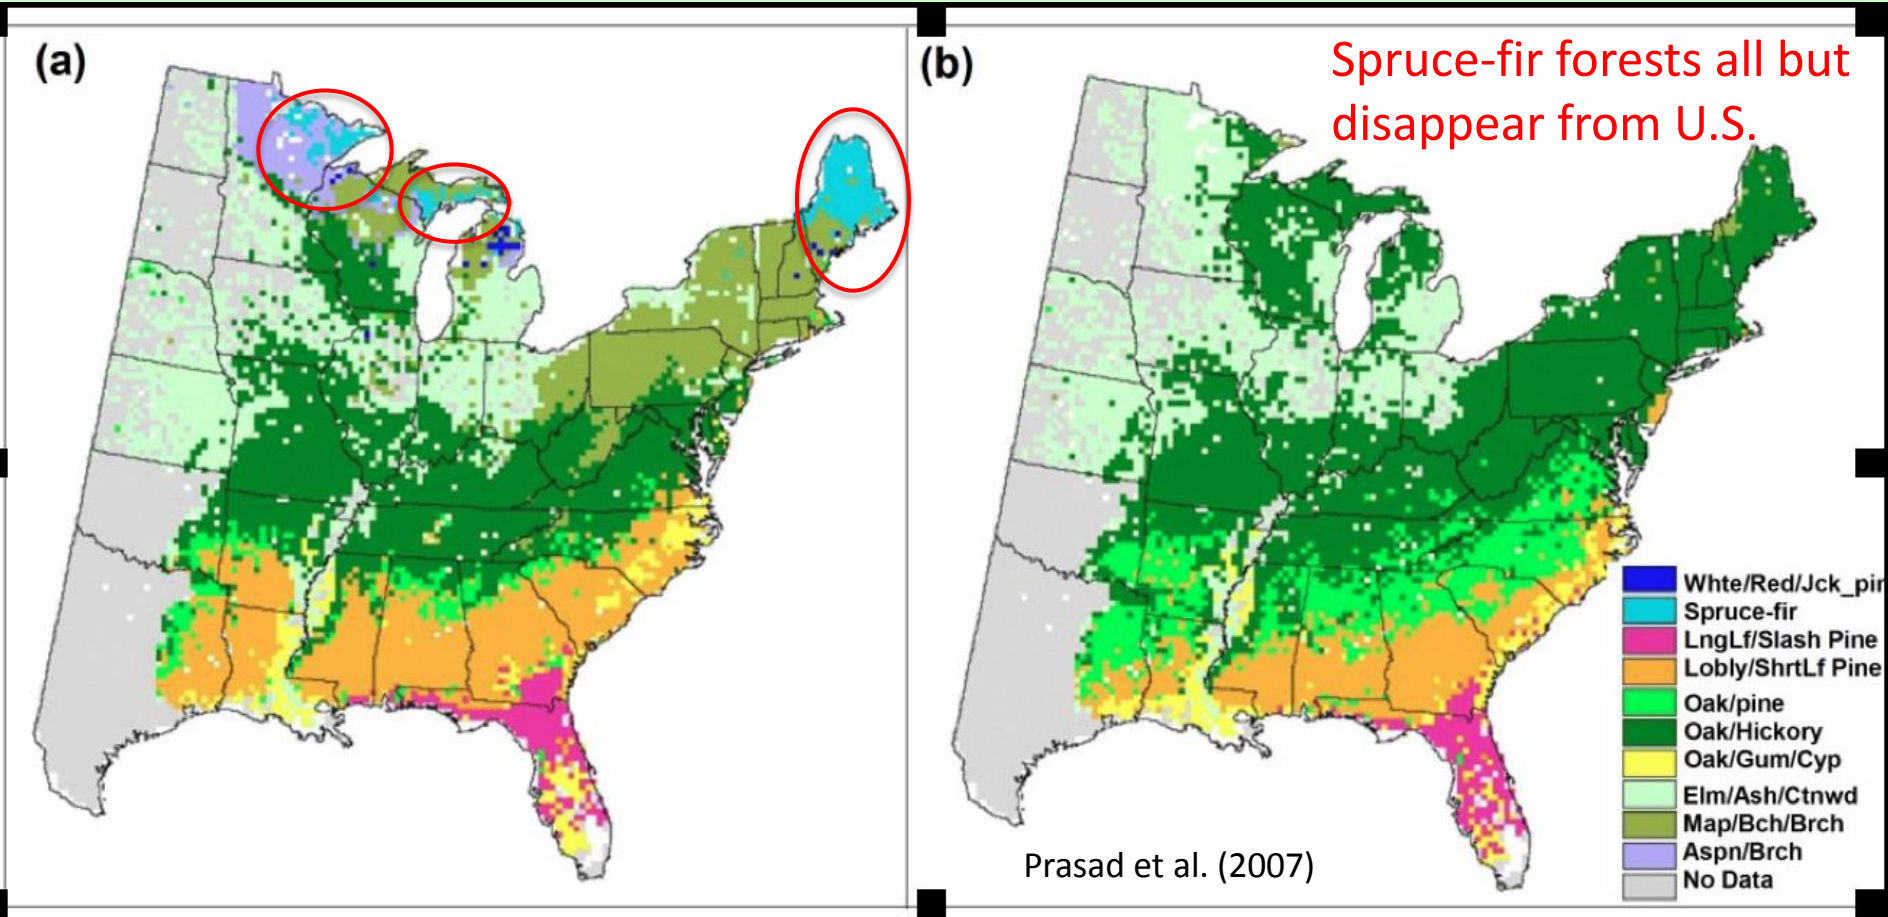 (a)
(b)
Spruce-fir forests all but
disappear from U.S.
Whte/Red/Jck_pin
Spruce-fir
LngLf/Slash Pine
Lobly/ShrtLf Pine
Oak/pine
Oak/Hickory
Oak/Gum/Cyp
Elm/Ash/Ctnwd
Map/Bch/Brch
Aspn/Brch
No Data
Prasad et al. (2007)